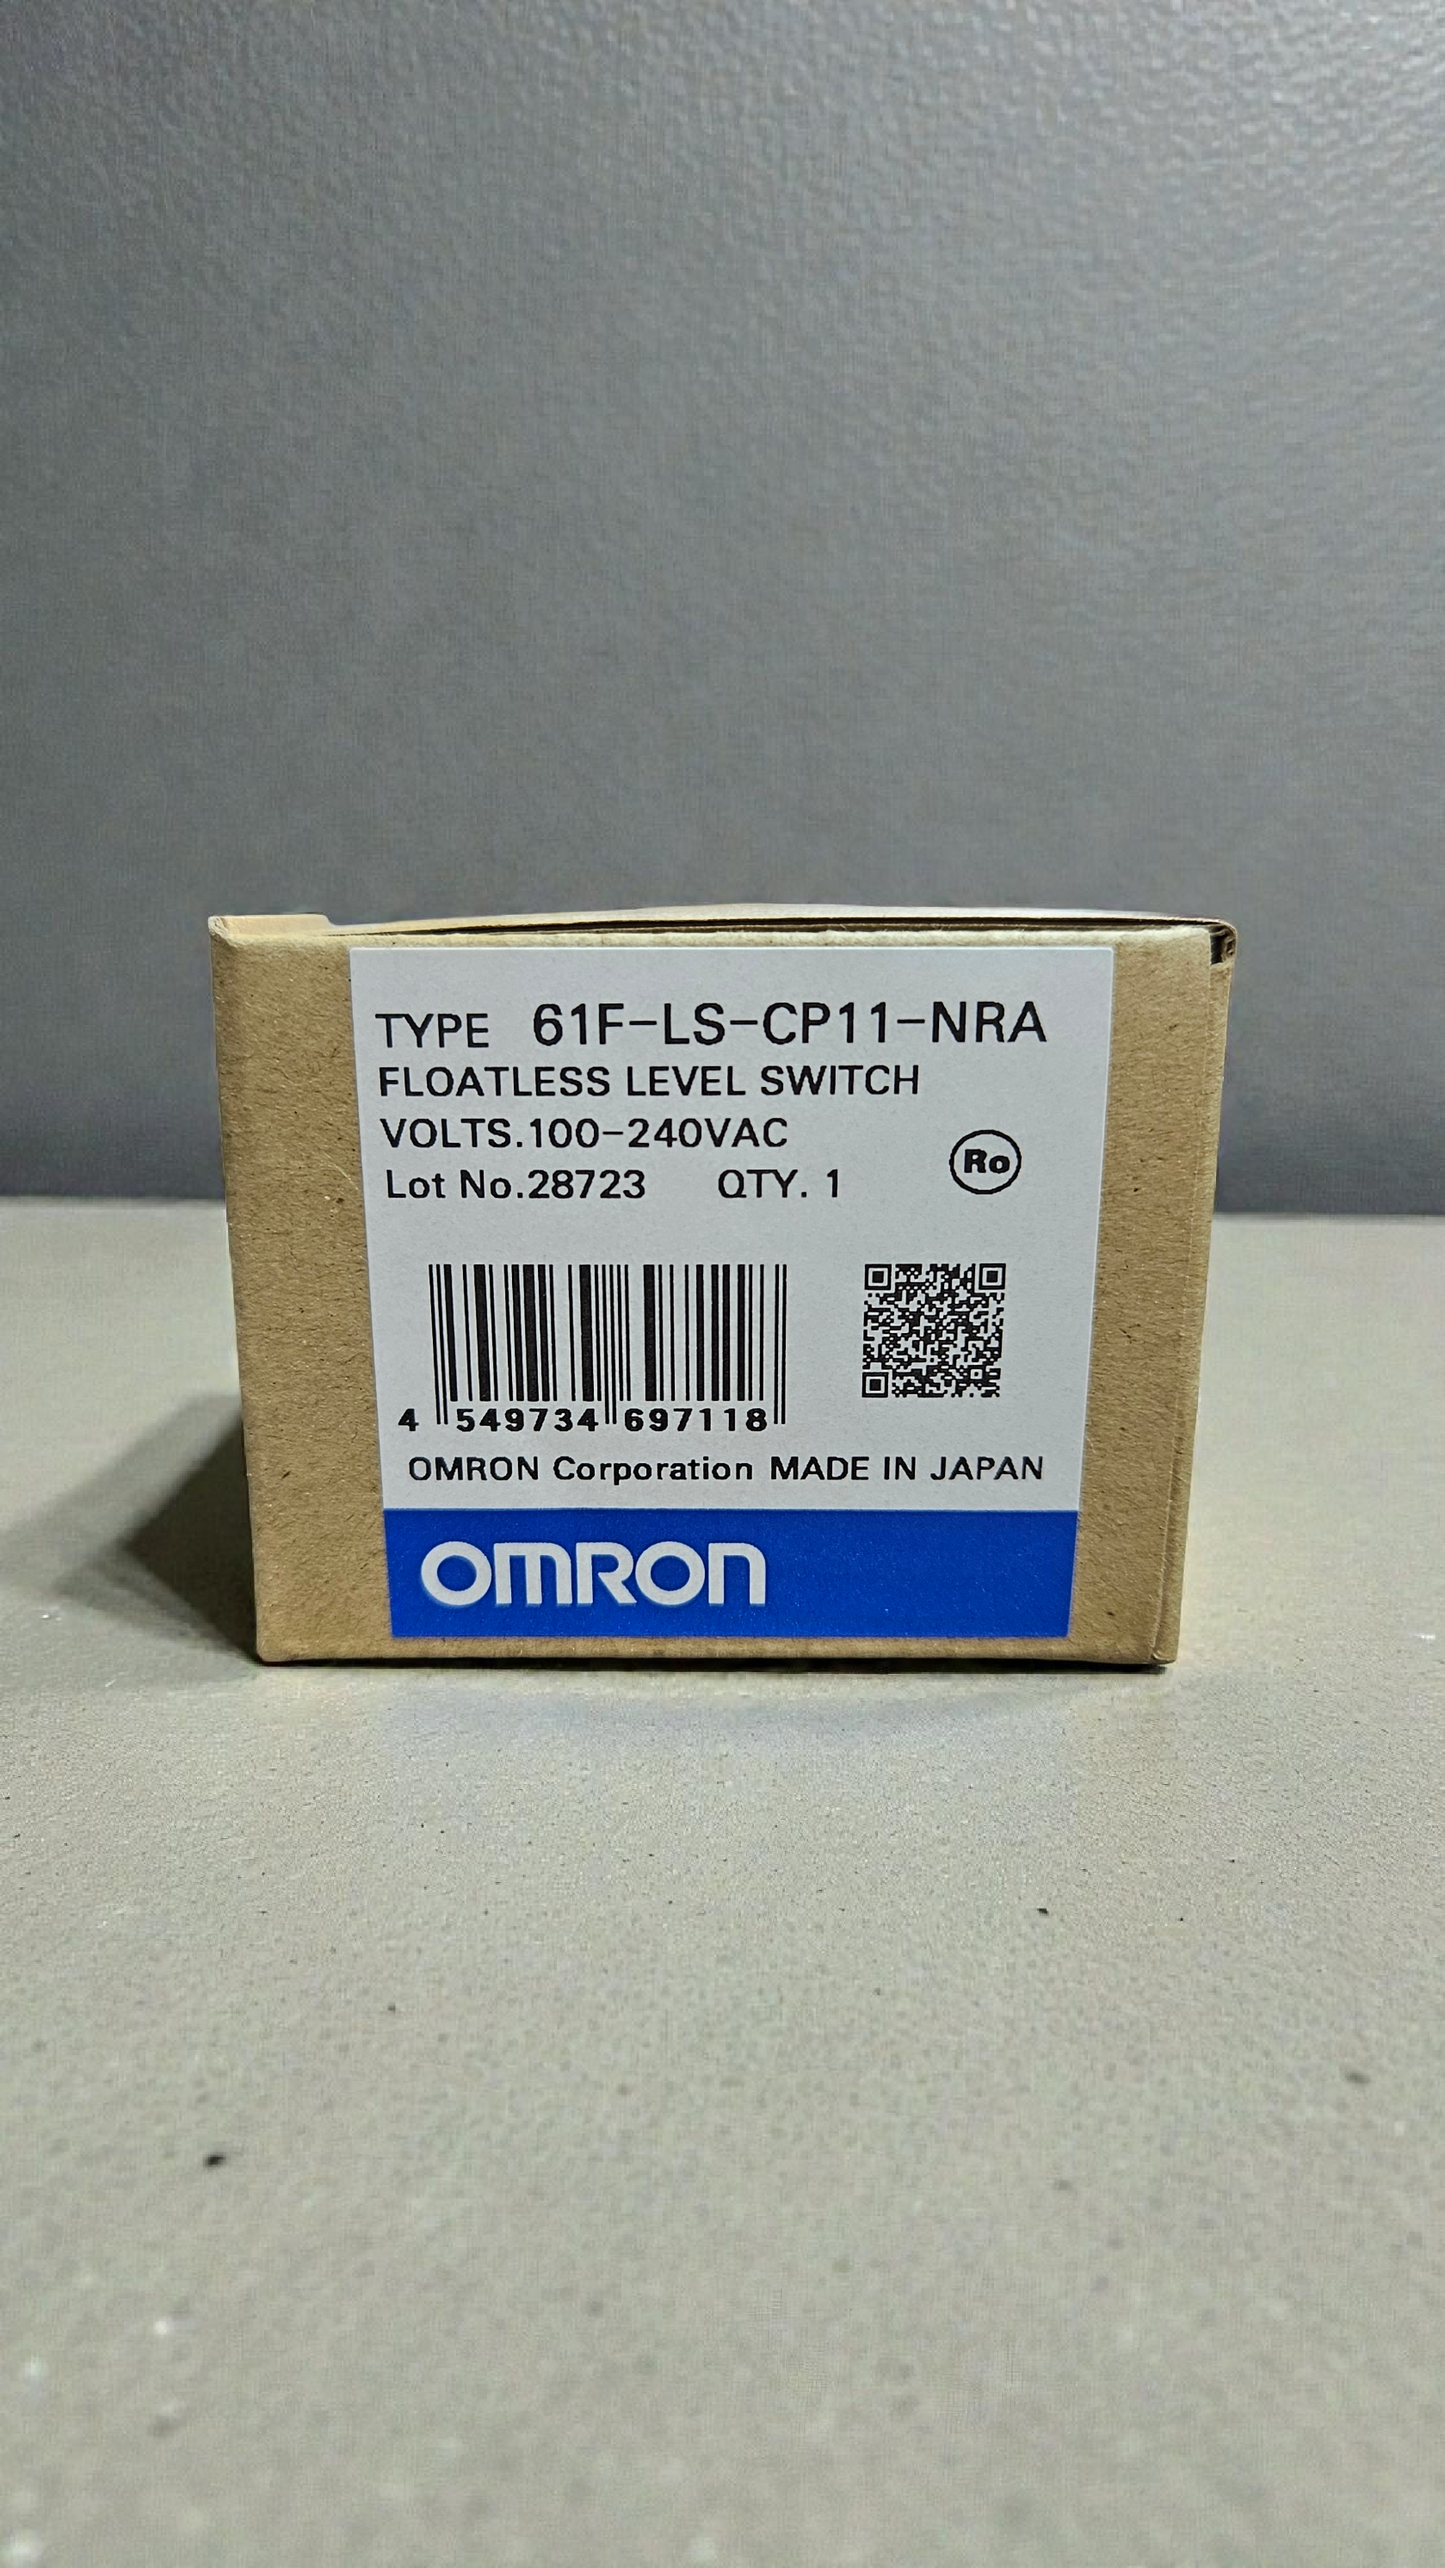 TYPE 61F-LS-CP11-NRA
FLOATLESS LEVEL SWITCH
VOLTS.100-240VAC
Lot No.28723 QTY. 1
Ro
4 549734 697118
OMRON Corporation MADE IN JAPAN
OMRON